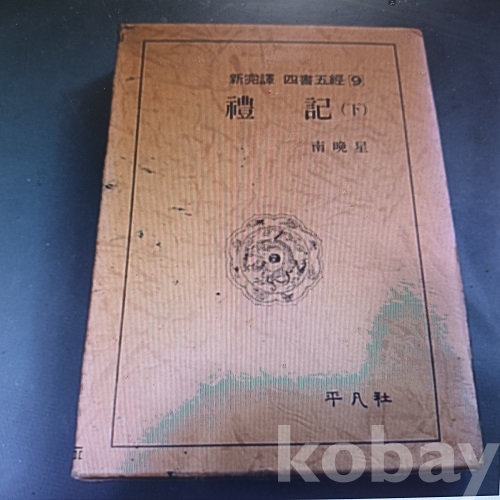 新完譯 四書五經 [9]
禮 記 (下)
南晩星
平凡社
kobay